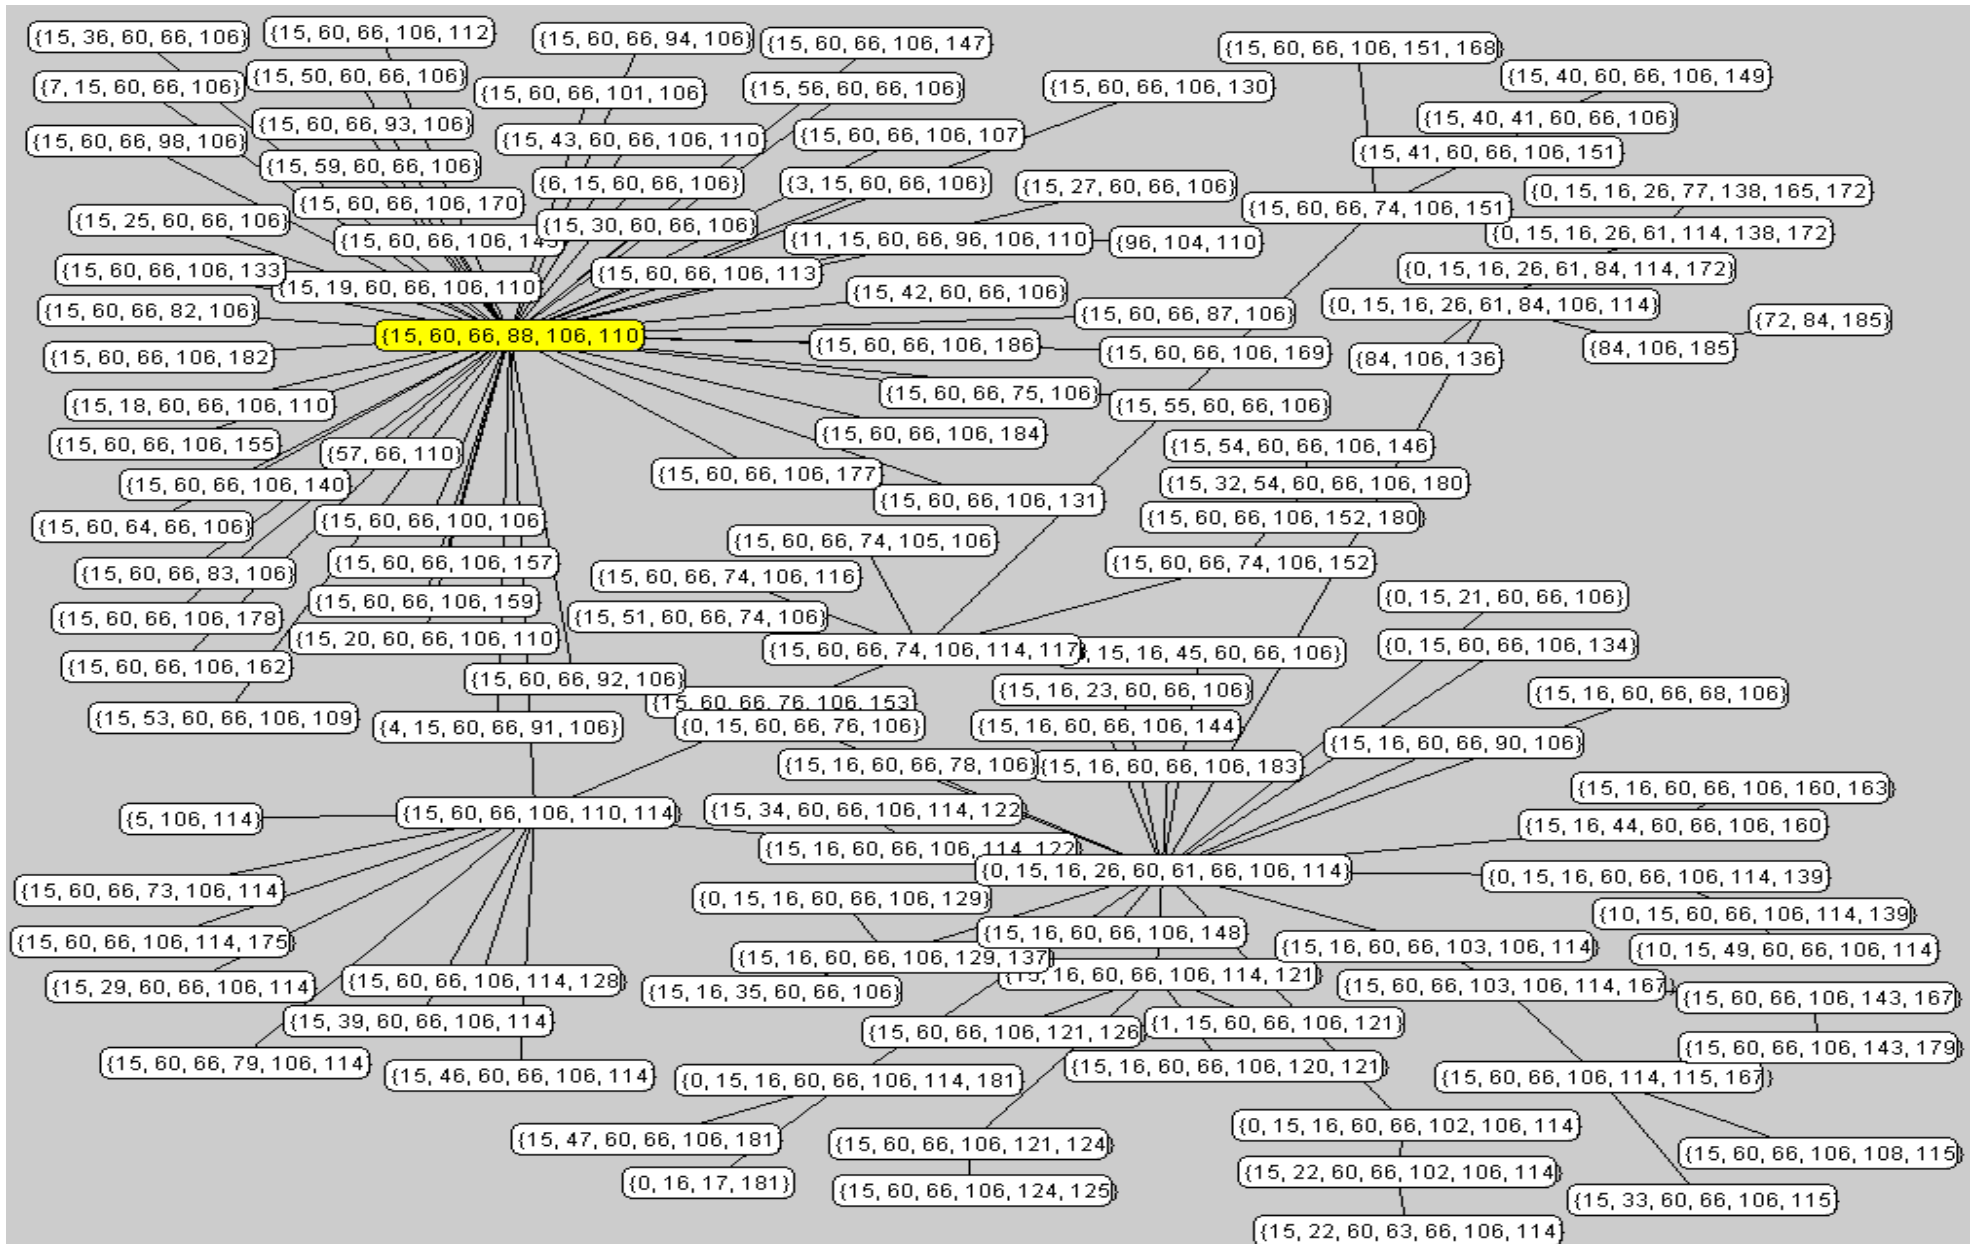 {15, 36, 60, 66, 106}
{15, 60, 66, 106, 112}
{15, 60, 66, 94, 106}
{15, 60, 66, 106, 147}
{15, 60, 66, 106, 151, 168}
{7, 15, 60, 66, 106}
{15, 50, 60, 66, 106}
{15, 60, 66, 101, 106}
{15, 56, 60, 66, 106}
{15, 60, 66, 106, 130}
{15, 40, 60, 66, 106, 149}
{15, 60, 66, 98, 106}
{15, 60, 66, 93, 106}
{15, 43, 60, 66, 106, 110}
{15, 60, 66, 106, 107}
{15, 40, 41, 60, 66, 106}
{15, 41, 60, 66, 106, 151}
{15, 59, 60, 66, 106}
{6, 15, 60, 66, 106}
{3, 15, 60, 66, 106}
{15, 27, 60, 66, 106}
{0, 15, 16, 26, 77, 138, 165, 172}
{15, 60, 66, 106, 170}
{15, 60, 66, 74, 106, 151}
{15, 25, 60, 66, 106}
{15, 30, 60, 66, 106}
{0, 15, 16, 26, 61, 114, 138, 172}
{15, 60, 66, 106,
{11, 15, 60, 66, 96, 106, 110}
{96, 104, 110}
{15, 60, 66, 106, 133}
{15, 60, 66, 106, 113}
{0, 15, 16, 26, 61, 84, 114, 172}
{15, 19, 60, 66, 106, 110}
{15, 42, 60, 66, 106}
{0, 15, 16, 26, 61, 84, 106, 114}
{15, 60, 66, 82, 106}
{15, 60, 66, 87, 106}
{72, 84, 185}
{15, 60, 66, 88, 106, 110}
{15, 60, 66, 106, 182}
{15, 60, 66, 106, 186}
{15, 60, 66, 106, 169}
{84, 106, 136}
{84, 106, 185}
{15, 60, 66, 75, 106}
{15, 18, 60, 66, 106, 110}
{15, 55, 60, 66, 106}
{15, 60, 66, 106, 155}
{57, 66, 110}
{15, 60, 66, 106, 184}
{15, 54, 60, 66, 106, 146}
{15, 60, 66, 106, 140}
{15, 60, 66, 106, 177}
{15, 32, 54, 60, 66, 106, 180}
{15, 60, 66, 106, 131}
{15, 60, 64, 66, 106}
{15, 60, 66, 100, 106}
{15, 60, 66, 106, 152, 180}
{15, 60, 66, 74, 105, 106}
{15, 60, 66, 83, 106}
{15, 60, 66, 106, 157}
{15, 60, 66, 74, 106, 116}
{15, 60, 66, 74, 106, 152}
{15, 60, 66, 106, 159}
{0, 15, 21, 60, 66, 106}
{15, 60, 66, 106, 178}
{15, 51, 60, 66, 74, 106}
{15, 20, 60, 66, 106, 110}
{15, 60, 66, 74, 106, 114, 117}
15, 16, 45, 60, 66, 106}
{0, 15, 60, 66, 106, 134}
{15, 60, 66, 106, 162}
{15, 60, 66, 92, 106}
{15, 60, 66, 76, 106, 153}
{15, 16, 23, 60, 66, 106}
{15, 16, 60, 66, 68, 106}
{15, 53, 60, 66, 106, 109}
{4, 15, 60, 66, 91, 106}
{0, 15, 60, 66, 76, 106}
{15, 16, 60, 66, 106, 144}
{15, 16, 60, 66, 90, 106}
{15, 16, 60, 66, 78, 106}
{15, 16, 60, 66, 106, 183}
{15, 16, 60, 66, 106, 160, 163}
{5, 106, 114}
{15, 60, 66, 106, 110, 114}
{15, 34, 60, 66, 106, 114, 122}
{15, 16, 44, 60, 66, 106, 160}
{15, 16, 60, 66, 106, 114, 122}
{0, 15, 16, 26, 60, 61, 66, 106, 114}
{0, 15, 16, 60, 66, 106, 114, 139}
{15, 60, 66, 73, 106, 114}
{0, 15, 16, 60, 66, 106, 129}
{10, 15, 60, 66, 106, 114, 139}
{15, 60, 66, 106, 114, 175}
{15, 16, 60, 66, 106, 148}
{15, 16, 60, 66, 103, 106, 114}
{10, 15, 49, 60, 66, 106, 114}
{15, 16, 60, 66, 106, 129, 137}
{15, 16, 60, 66, 106, 114, 121}
{15, 29, 60, 66, 106, 114}
{15, 60, 66, 106, 114, 128}
{15, 16, 35, 60, 66, 106}
{15, 60, 66, 103, 106, 114, 167}
{15, 60, 66, 106, 143, 167}
{15, 39, 60, 66, 106, 114}
{15, 60, 66, 106, 121, 126}
{1, 15, 60, 66, 106, 121}
{15, 60, 66, 106, 143, 179}
{15, 60, 66, 79, 106, 114}
{15, 46, 60, 66, 106, 114}
{0, 15, 16, 60, 66, 106, 114, 181}
{15, 16, 60, 66, 106, 120, 121}
{15, 60, 66, 106, 114, 115, 167}
{15, 47, 60, 66, 106, 181}
{15, 60, 66, 106, 121, 124}
{0, 15, 16, 60, 66, 102, 106, 114}
{15, 60, 66, 106, 108, 115}
{0, 16, 17, 181}
{15, 60, 66, 106, 124, 125}
{15, 22, 60, 66, 102, 106, 114}
{15, 33, 60, 66, 106, 115}
{15, 22, 60, 63, 66, 106, 114}